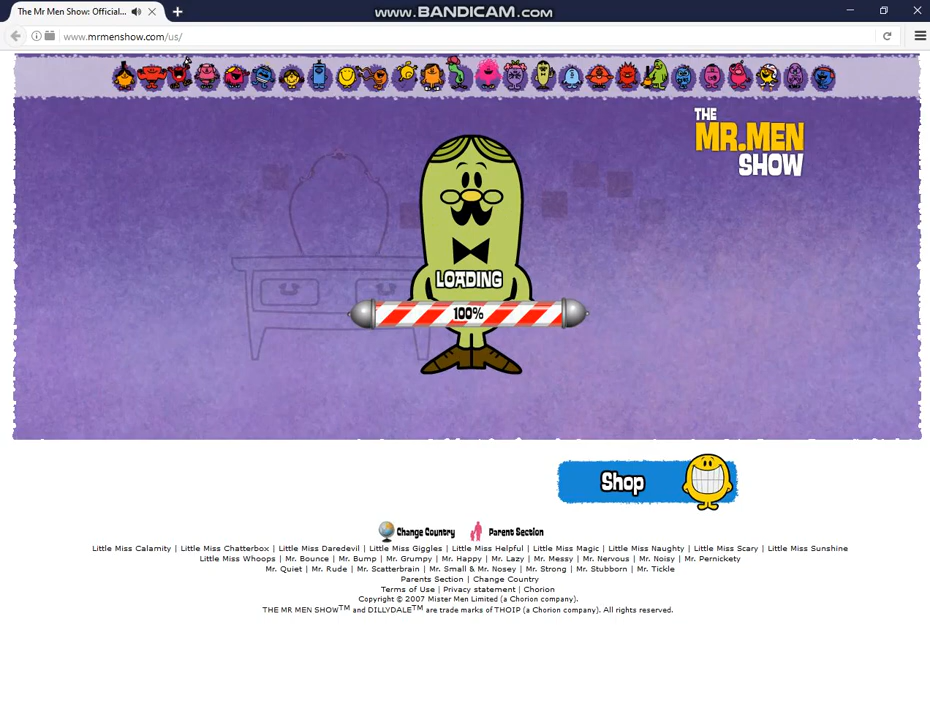 The Mr Men Show: Official...
www.BANDICAM.com
www.mrmenshow.com/us/
THE
MR.MEN
SHOW
LOADING
100%
Shop
Change Country Parent Section
Little Miss Calamity | Little Miss Chatterbox | Little Miss Daredevil | Little Miss Giggles | Little Miss Helpful | Little Miss Magic | Little Miss Naughty | Little Miss Scary | Little Miss Sunshine
Little Miss Whoops | Mr. Bounce | Mr. Bump | Mr. Grumpy | Mr. Happy | Mr. Lazy | Mr. Messy | Mr. Nervous | Mr. Noisy | Mr. Pernickety
Mr. Quiet | Mr. Rude | Mr. Scatterbrain | Mr. Small & Mr. Nosey | Mr. Strong | Mr. Stubborn | Mr. Tickle
Parents Section | Change Country
Terms of Use | Privacy statement | Chorion
Copyright © 2007 Mister Men Limited (a Chorion company).
THE MR MEN SHOW™ and DILLYDALE™ are trade marks of THOIP (a Chorion company). All rights reserved.